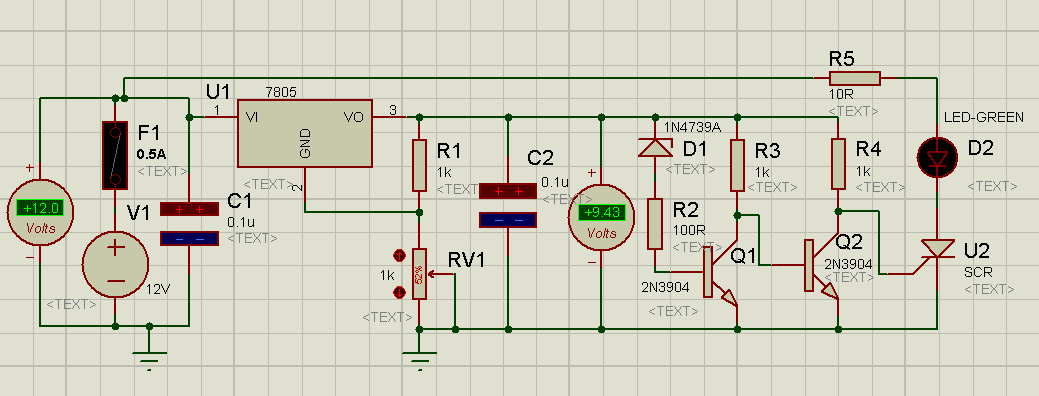 R5
10R
<TEXT>
U1
7805
1
VI
VO
3
GND
2
<TEXT>
+
+12.0
Volts
−
F1
0.5A
<TEXT>
V1
+
−
12V
<TEXT>
C1
0.1u
<TEXT>
R1
1k
<TEXT>
C2
0.1u
<TEXT>
RV1
1k
52%
<TEXT>
+
+9.43
Volts
−
1N4739A
D1
<TEXT>
R2
100R
<TEXT>
R3
1k
<TEXT>
R4
1k
<TEXT>
Q1
2N3904
<TEXT>
Q2
2N3904
<TEXT>
LED-GREEN
D2
<TEXT>
U2
SCR
<TEXT>